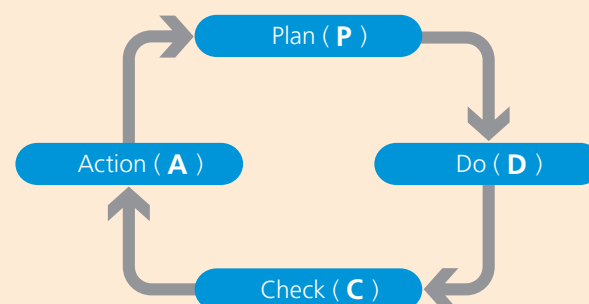 Plan ( P )
Action ( A )
Do ( D )
Check ( C )